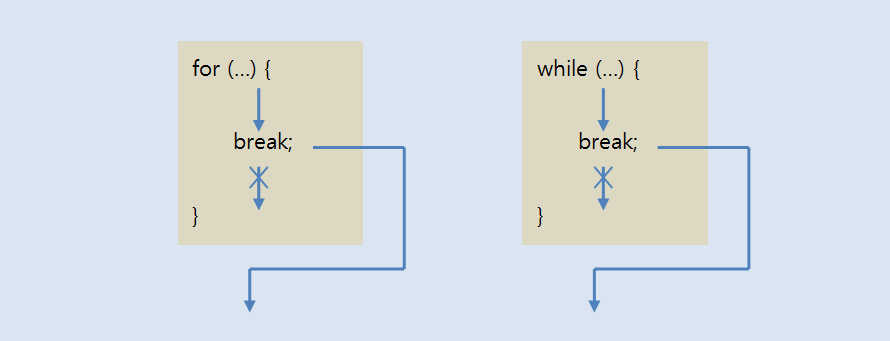 for (…) {
break;
}
while (…) {
break;
}